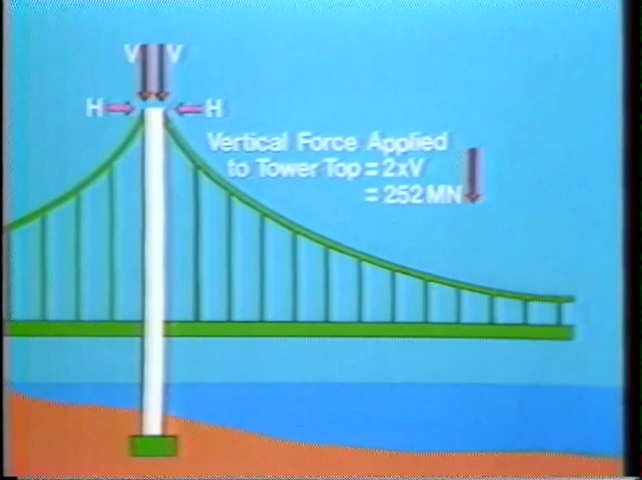 V V
H H
Vertical Force Applied
to Tower Top = 2xV
= 252 MN